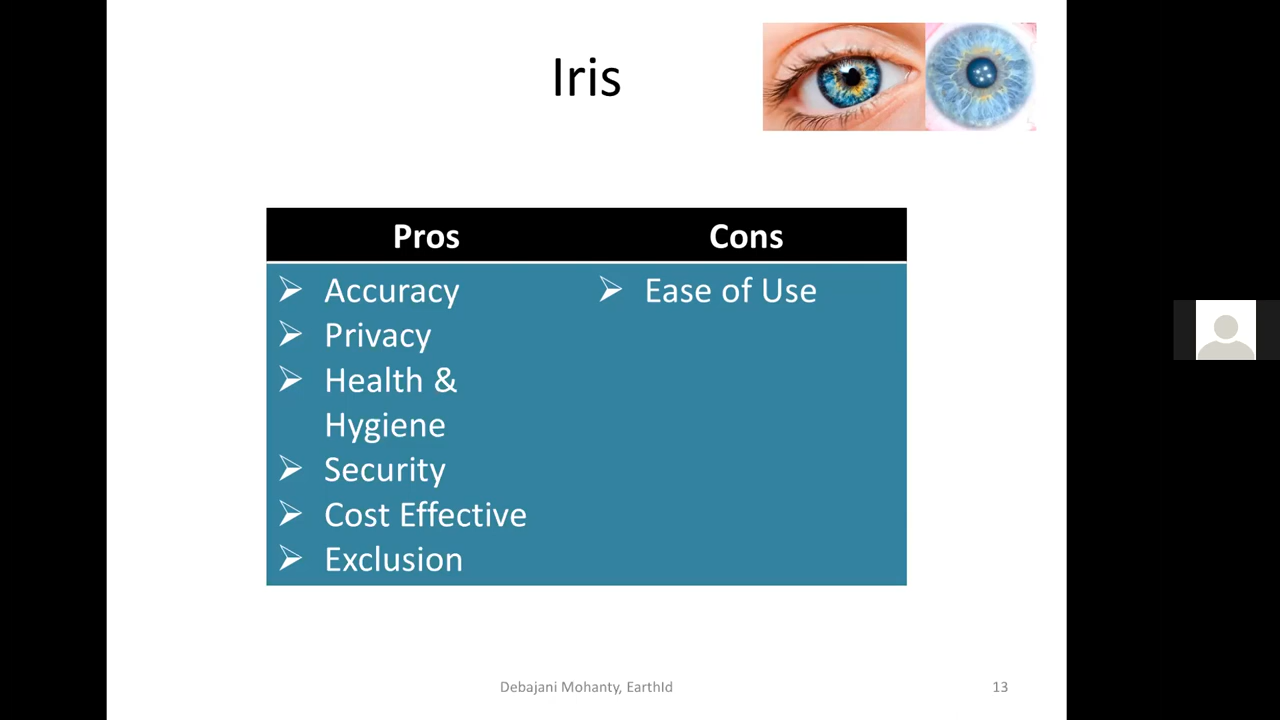 Iris
Pros
Cons
➢ Accuracy
➢ Privacy
➢ Health &
Hygiene
➢ Security
➢ Cost Effective
➢ Exclusion
➢ Ease of Use
Debajani Mohanty, EarthId
13